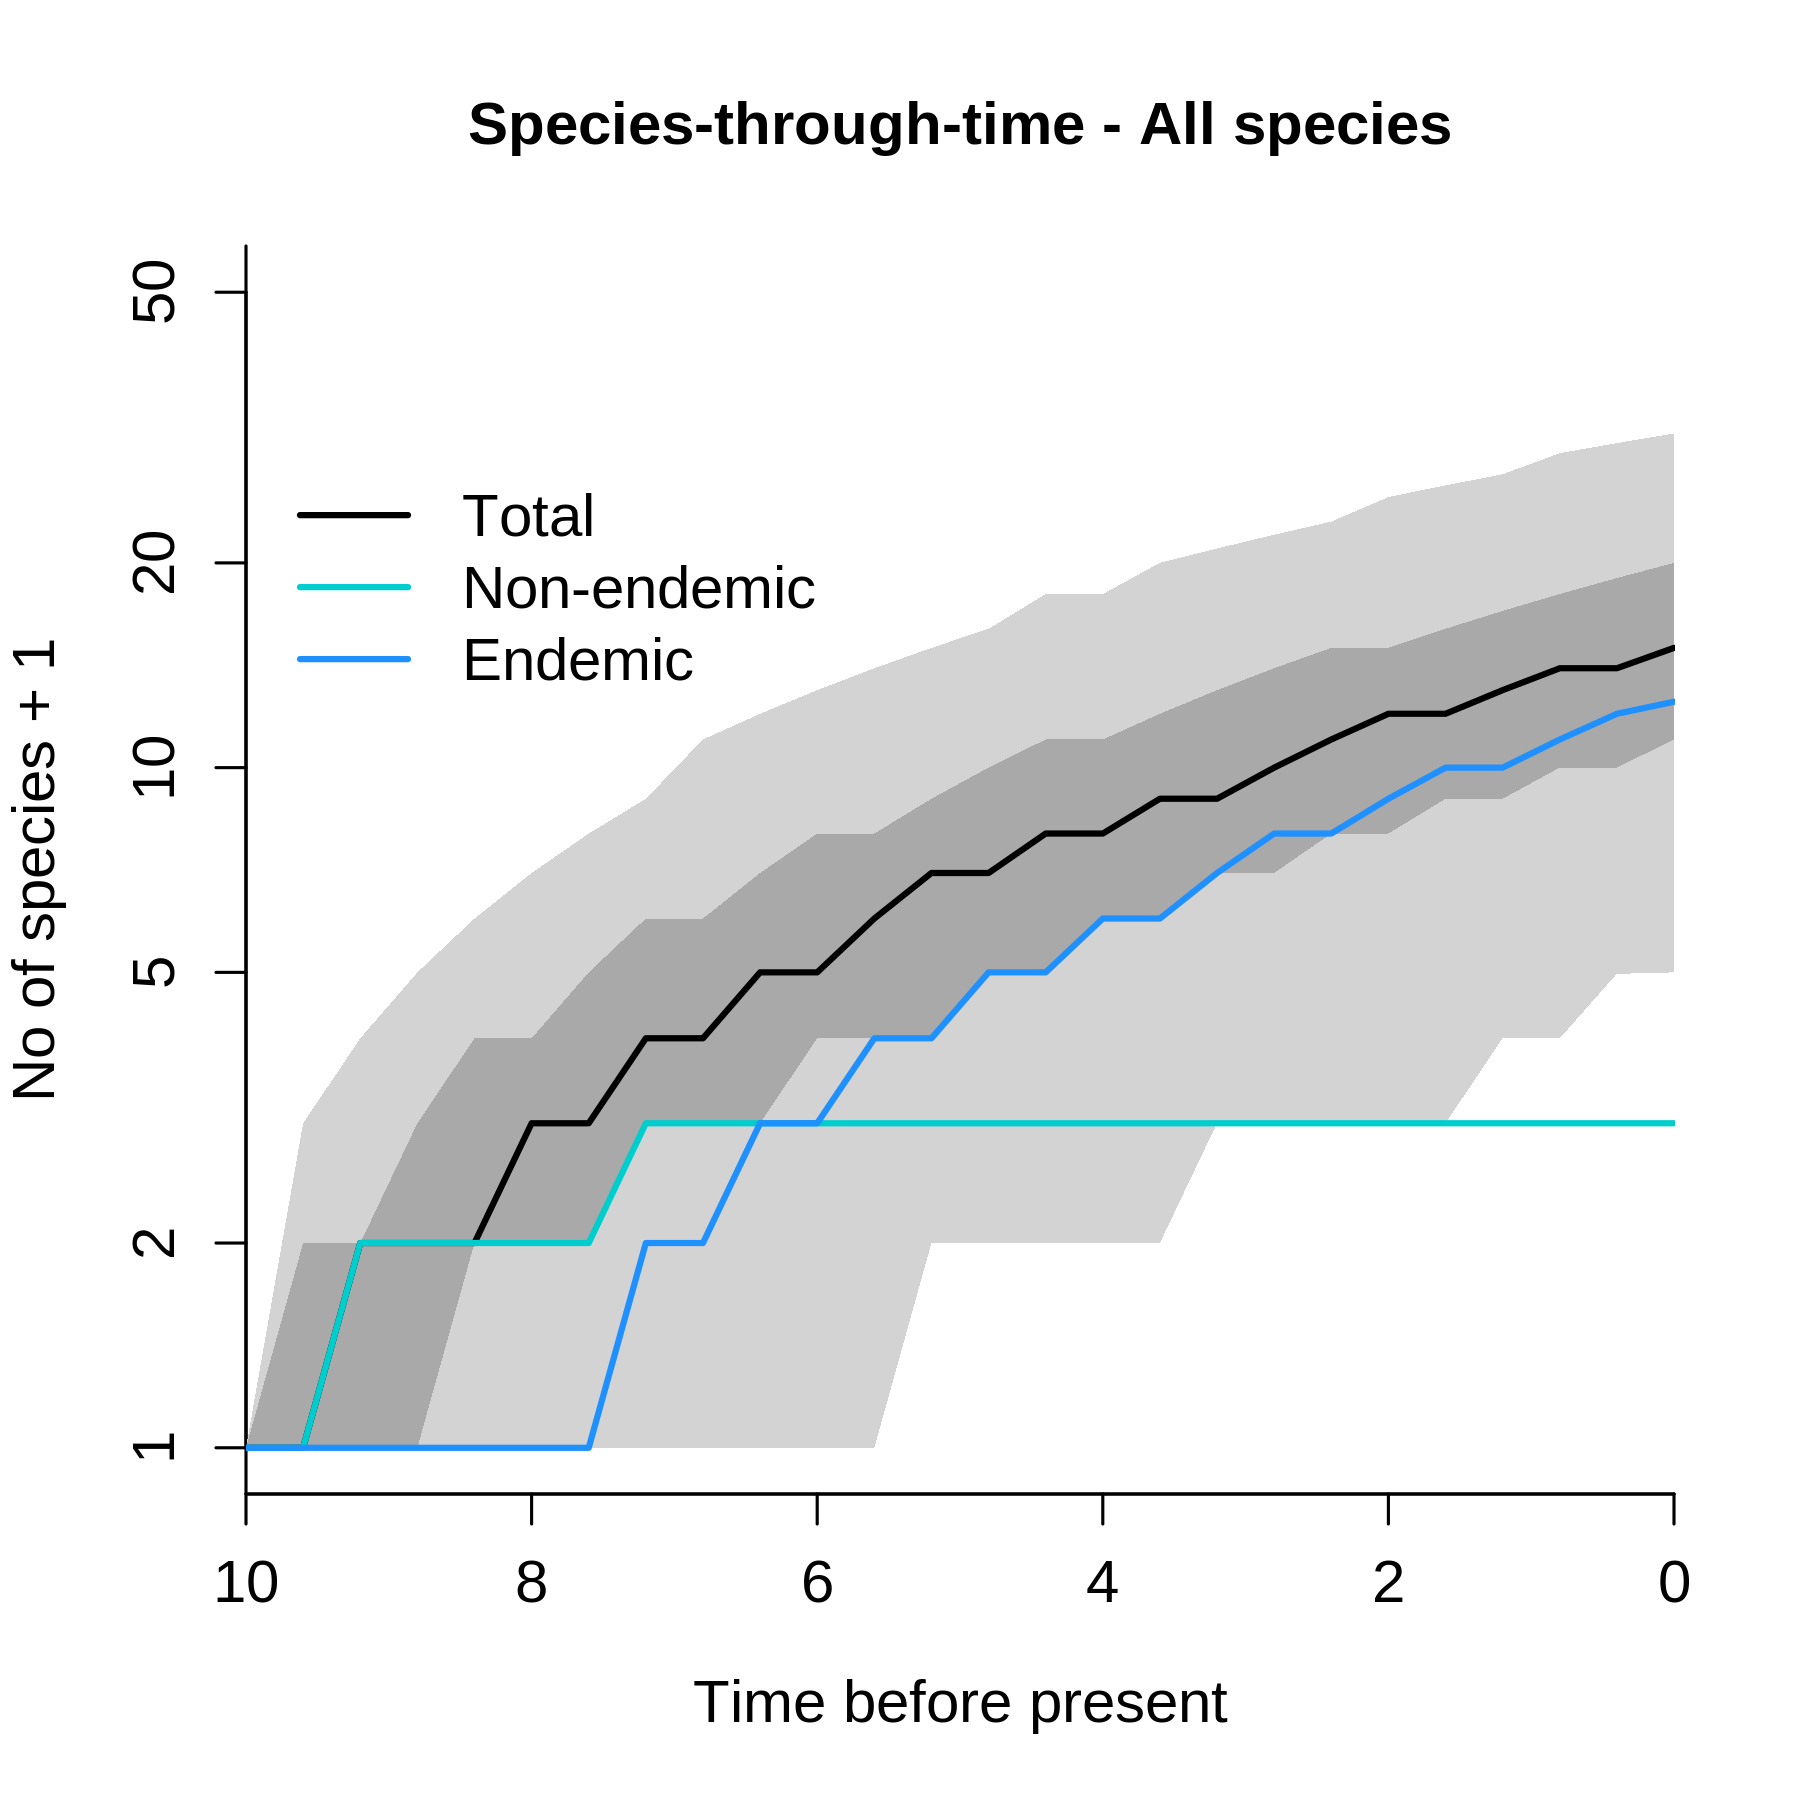 Species-through-time - All species
50
20
10
5
2
1
No of species + 1
Total
Non-endemic
Endemic
10 8 6 4 2 0
Time before present